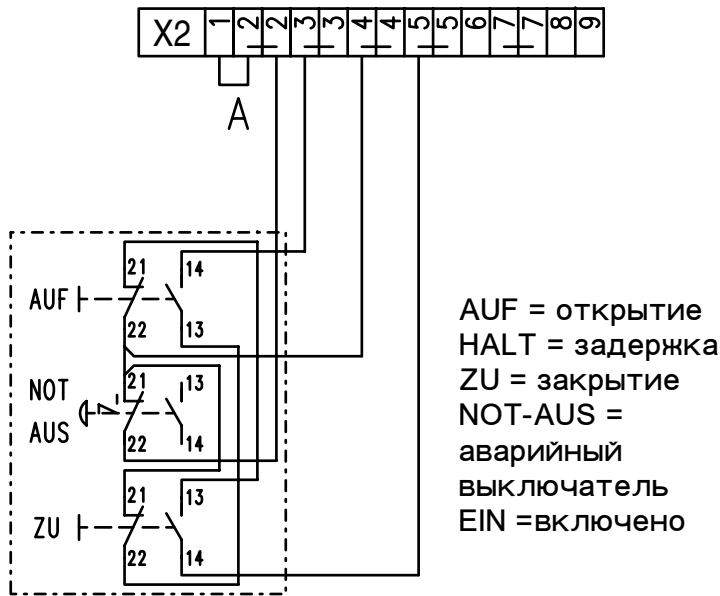 X2 1 2 2 3 3 4 4 5 5 6 7 7 8 9
A
21 14
AUF
22 13
21 13
NOT
AUS
22 14
21 13
ZU
22 14
AUF = открытие
HALT = задержка
ZU = закрытие
NOT-AUS =
аварийный
выключатель
EIN =включено